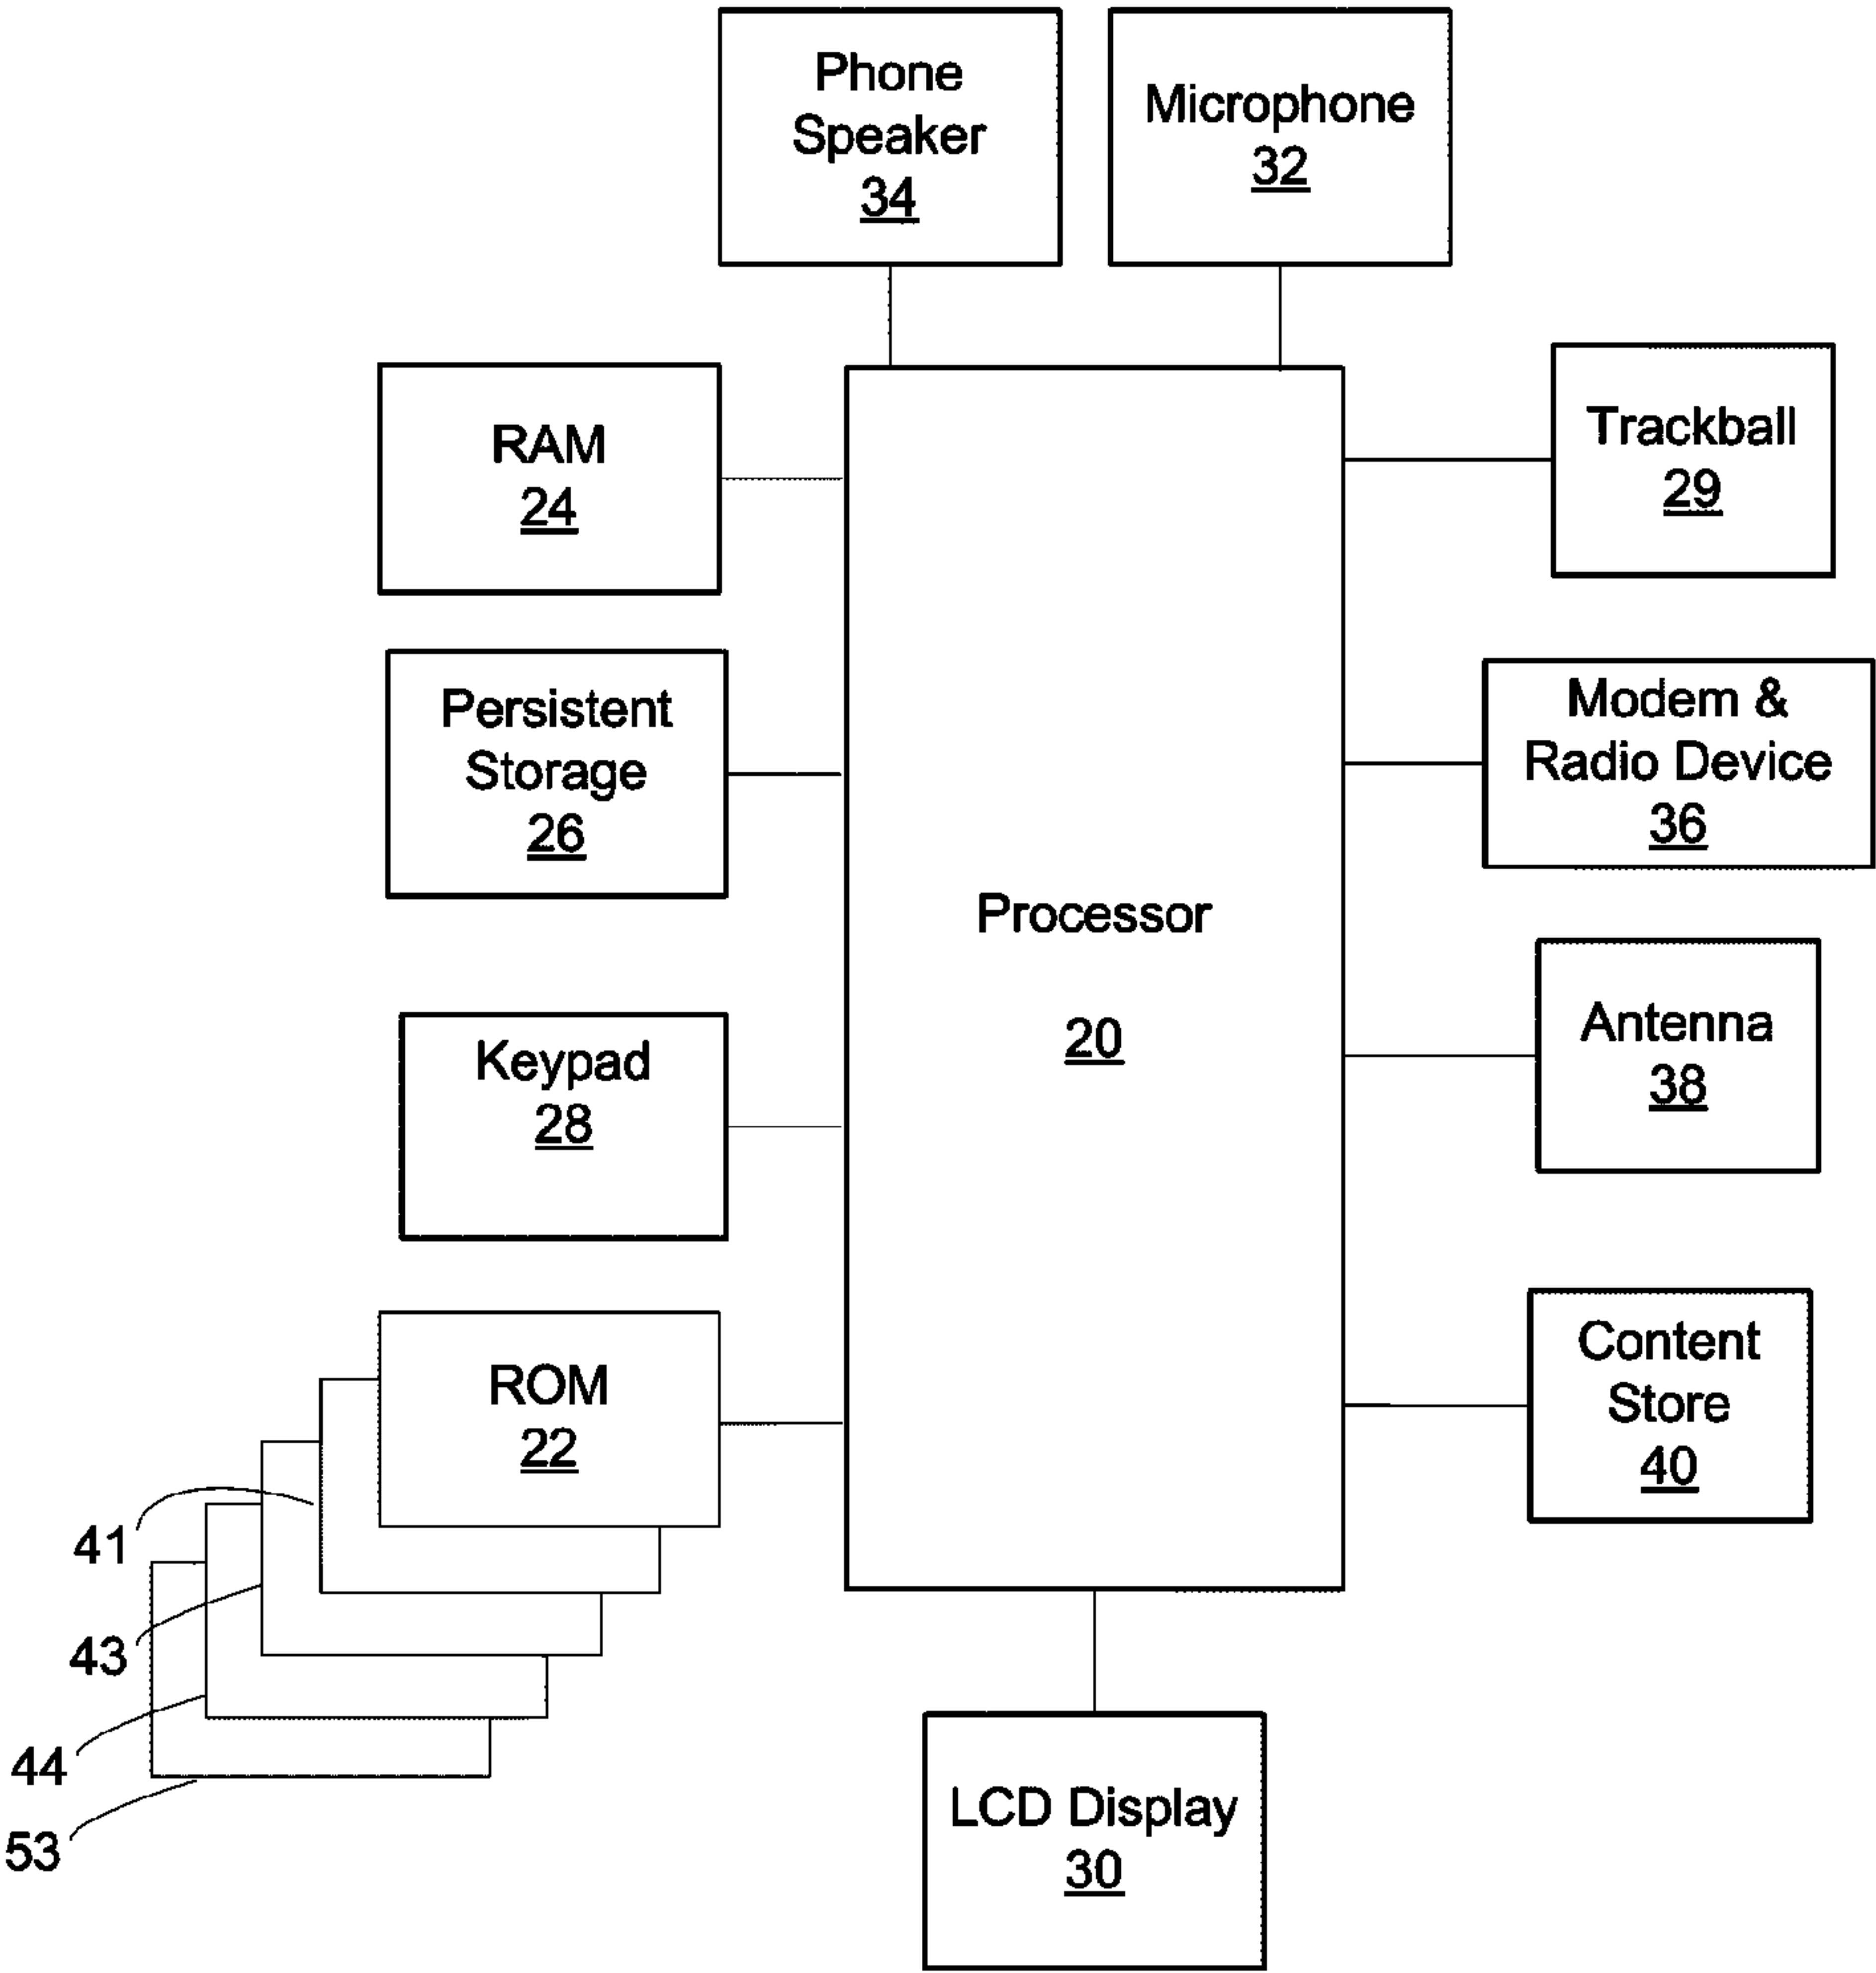 Phone
Speaker
34
Microphone
32
RAM
24
Trackball
29
Persistent
Storage
26
Modem &
Radio Device
36
Processor
20
Keypad
28
Antenna
38
ROM
22
Content
Store
40
41
43
44
53
LCD Display
30